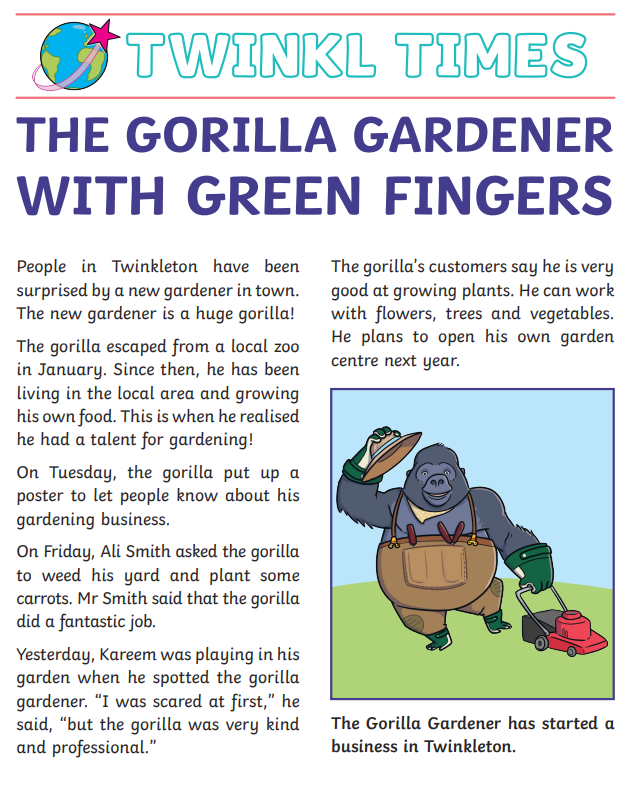 TWINKL TIMES
THE GORILLA GARDENER
WITH GREEN FINGERS
People in Twinkleton have been
surprised by a new gardener in town.
The new gardener is a huge gorilla!
The gorilla escaped from a local zoo
in January. Since then, he has been
living in the local area and growing
his own food. This is when he realised
he had a talent for gardening!
On Tuesday, the gorilla put up a
poster to let people know about his
gardening business.
On Friday, Ali Smith asked the gorilla
to weed his yard and plant some
carrots. Mr Smith said that the gorilla
did a fantastic job.
Yesterday, Kareem was playing in his
garden when he spotted the gorilla
gardener. “I was scared at first,” he
said, “but the gorilla was very kind
and professional.”
The gorilla’s customers say he is very
good at growing plants. He can work
with flowers, trees and vegetables.
He plans to open his own garden
centre next year.
The Gorilla Gardener has started a
business in Twinkleton.